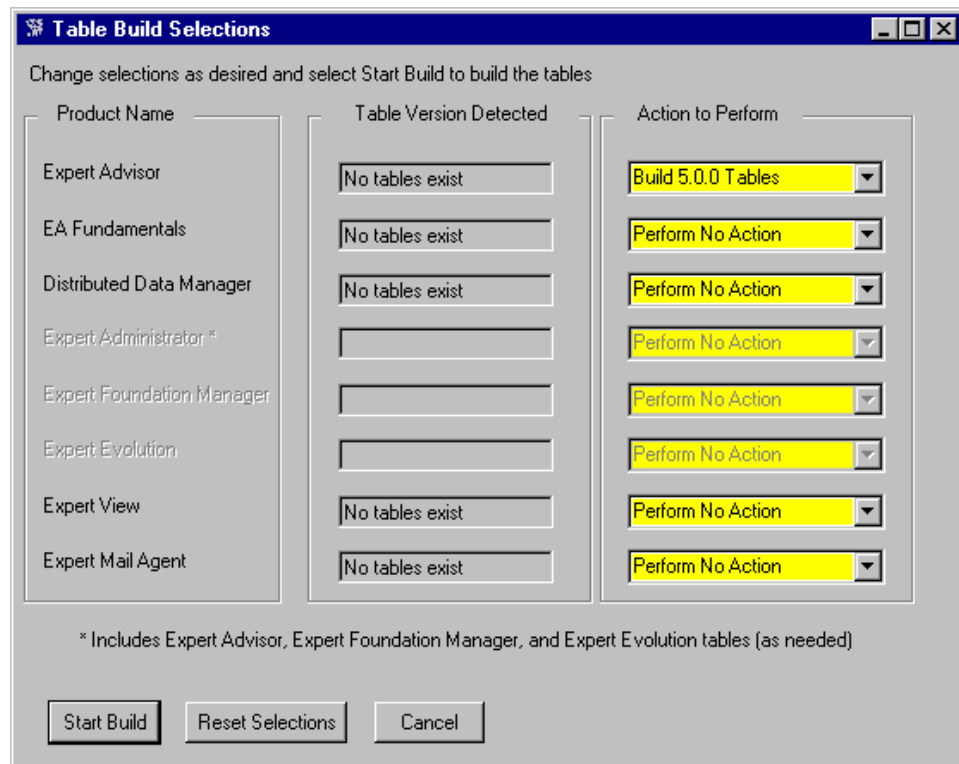 Table Build Selections
Change selections as desired and select Start Build to build the tables
Product Name Table Version Detected Action to Perform
Expert Advisor No tables exist Build 5.0.0 Tables
EA Fundamentals No tables exist Perform No Action
Distributed Data Manager No tables exist Perform No Action
Expert Administrator * Perform No Action
Expert Foundation Manager Perform No Action
Expert Evolution Perform No Action
Expert View No tables exist Perform No Action
Expert Mail Agent No tables exist Perform No Action
* Includes Expert Advisor, Expert Foundation Manager, and Expert Evolution tables (as needed)
Start Build Reset Selections Cancel